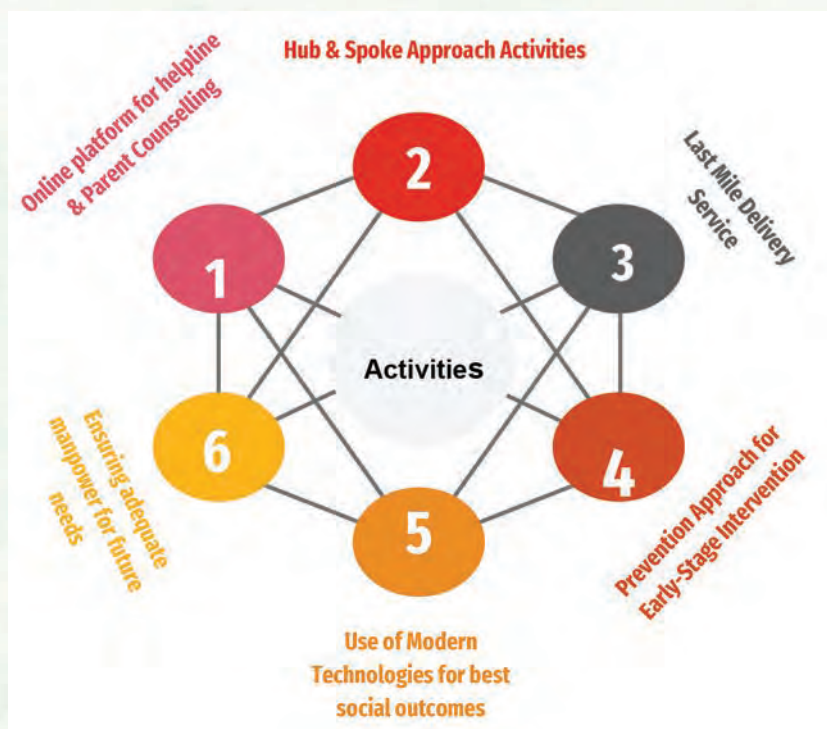 Hub & Spoke Approach Activities
Online platform for helpline
& Parent Counselling
Last Mile Delivery
Service
2
1
3
Activities
6
4
5
Ensuring adequate
manpower for future
needs
Prevention Approach for
Early-Stage Intervention
Use of Modern
Technologies for best
social outcomes